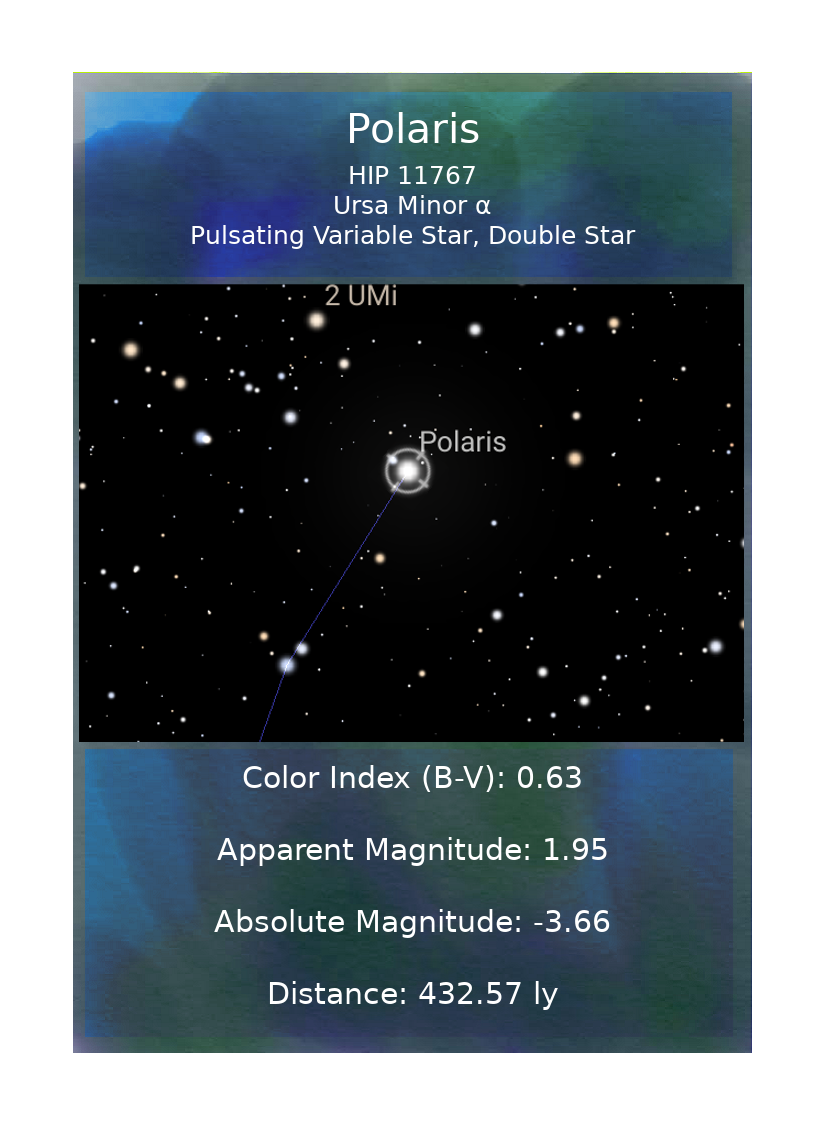 Polaris
HIP 11767
Ursa Minor α
Pulsating Variable Star, Double Star
2 UMi
Polaris
Color Index (B-V): 0.63
Apparent Magnitude: 1.95
Absolute Magnitude: -3.66
Distance: 432.57 ly